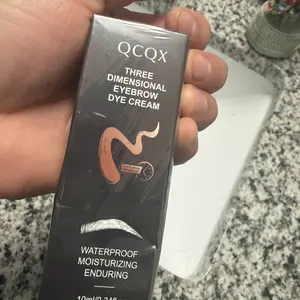 QCQX
THREE
DIMENSIONAL
EYEBROW
DYE CREAM
WATERPROOF
MOISTURIZING
ENDURING